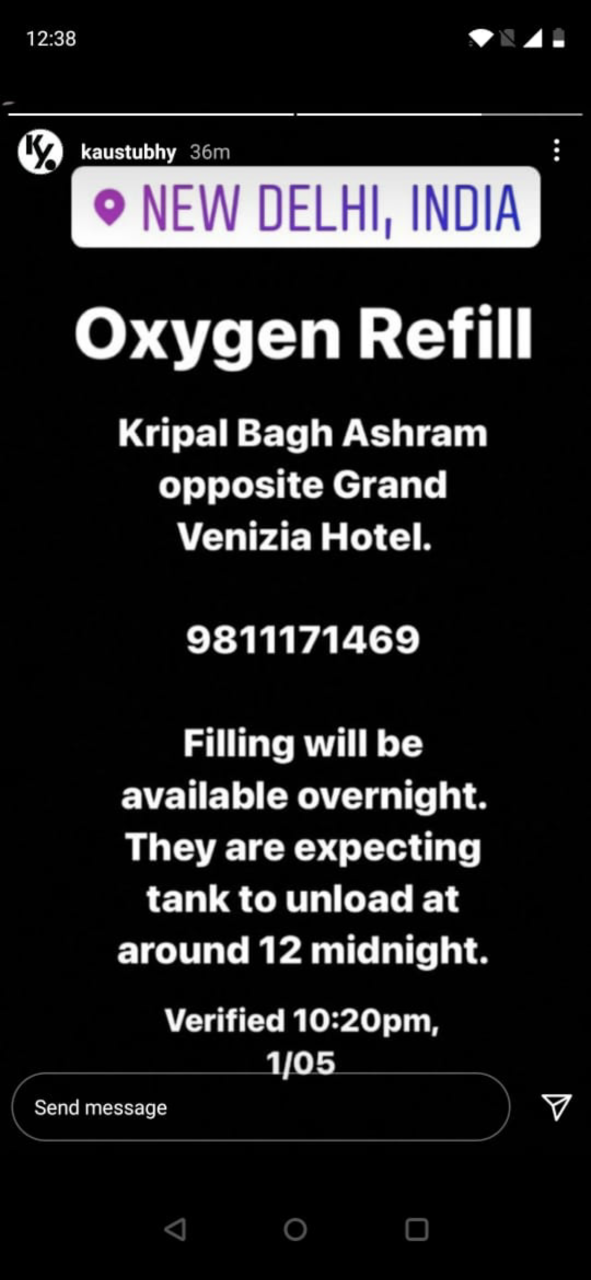 12:38
Ky.
kaustubhy 36m
NEW DELHI, INDIA
Oxygen Refill
Kripal Bagh Ashram
opposite Grand
Venizia Hotel.
9811171469
Filling will be
available overnight.
They are expecting
tank to unload at
around 12 midnight.
Verified 10:20pm,
1/05
Send message